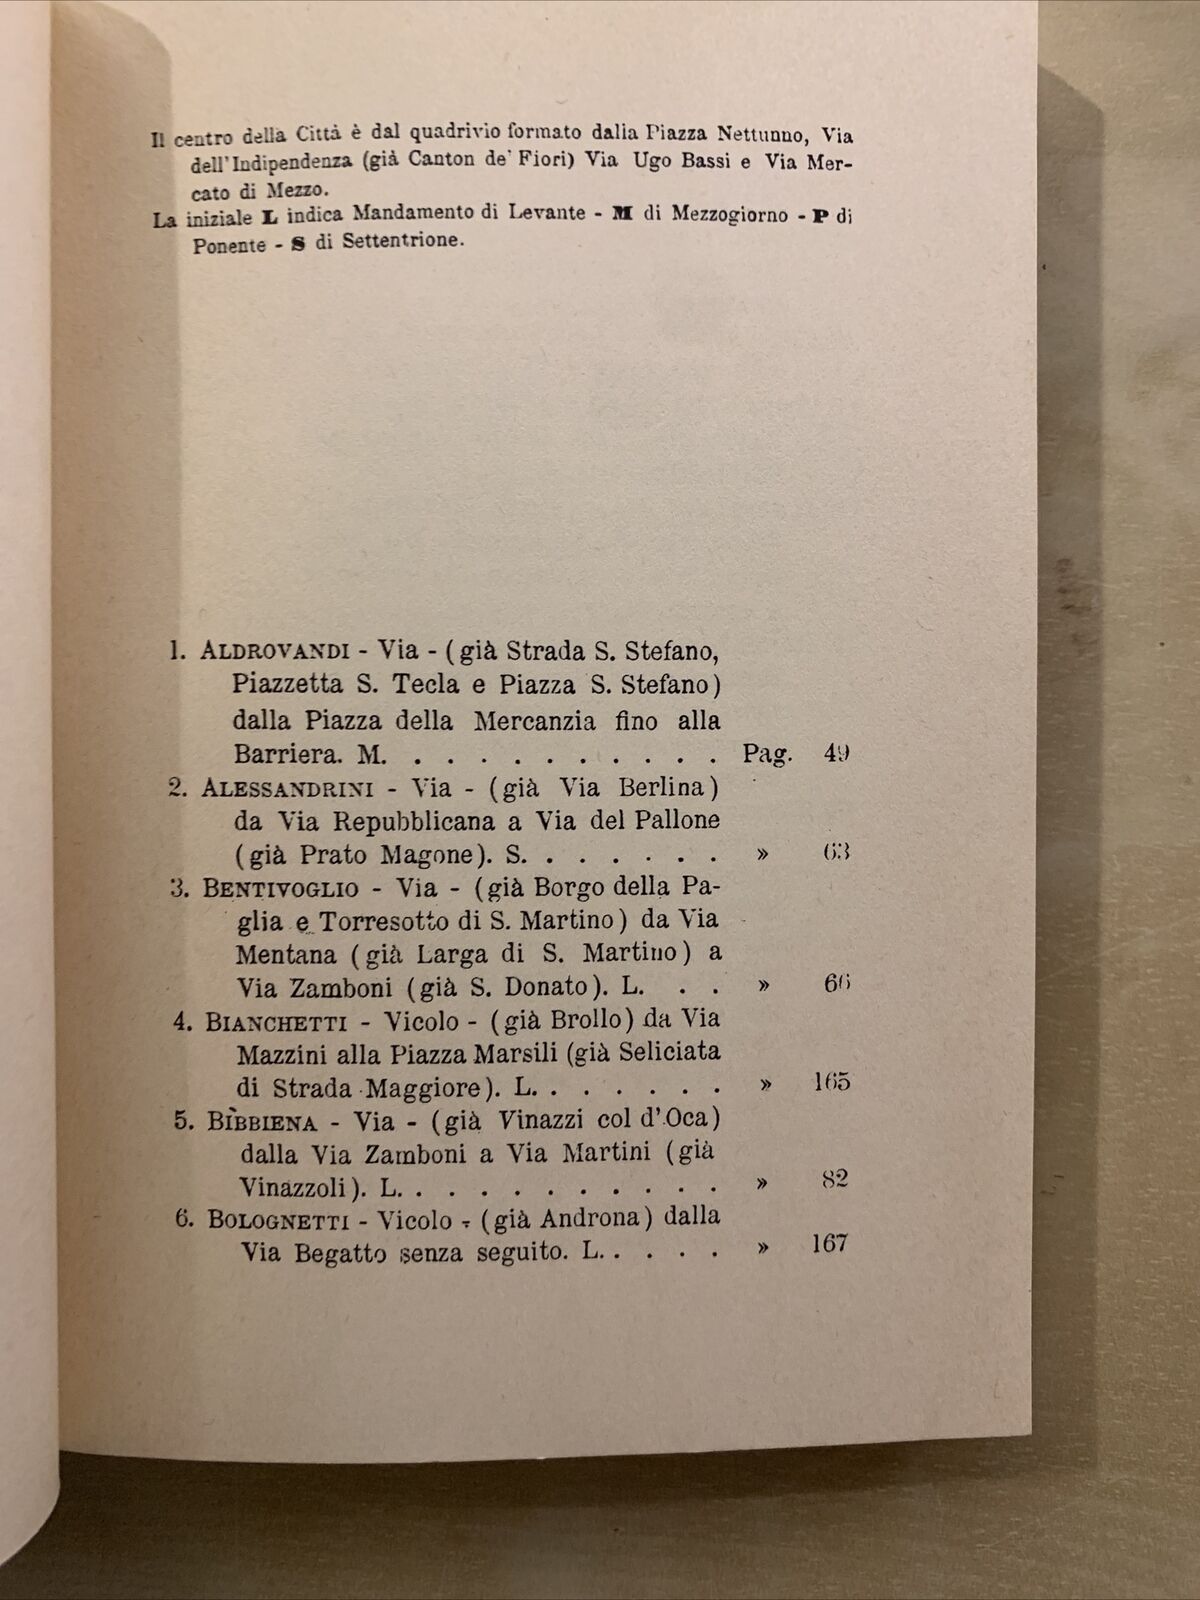 Il centro della Città è dal quadrivio formato dalla Piazza Nettunno, Via
dell'Indipendenza (già Canton de' Fiori) Via Ugo Bassi e Via Mer-
cato di Mezzo.
La iniziale L indica Mandamento di Levante - M di Mezzogiorno - P di
Ponente - S di Settentrione.
1. ALDROVANDI - Via - (già Strada S. Stefano,
Piazzetta S. Tecla e Piazza S. Stefano)
dalla Piazza della Mercanzia fino alla
Barriera. M. . . . . . . . . . . Pag. 49
2. ALESSANDRINI - Via - (già Via Berlina)
da Via Repubblicana a Via del Pallone
(già Prato Magone). S. . . . . . . » 63
3. BENTIVOGLIO - Via - (già Borgo della Pa-
glia e Torresotto di S. Martino) da Via
Mentana (già Larga di S. Martino) a
Via Zamboni (già S. Donato). L. . . » 66
4. BIANCHETTI - Vicolo - (già Brollo) da Via
Mazzini alla Piazza Marsili (già Seliciata
di Strada Maggiore). L. . . . . . . » 165
5. BÌBBIENA - Via - (già Vinazzi col d'Oca)
dalla Via Zamboni a Via Martini (già
Vinazzoli). L. . . . . . . . . . . » 82
6. BOLOGNETTI - Vicolo - (già Androna) dalla
Via Begatto senza seguito. L. . . . . » 167